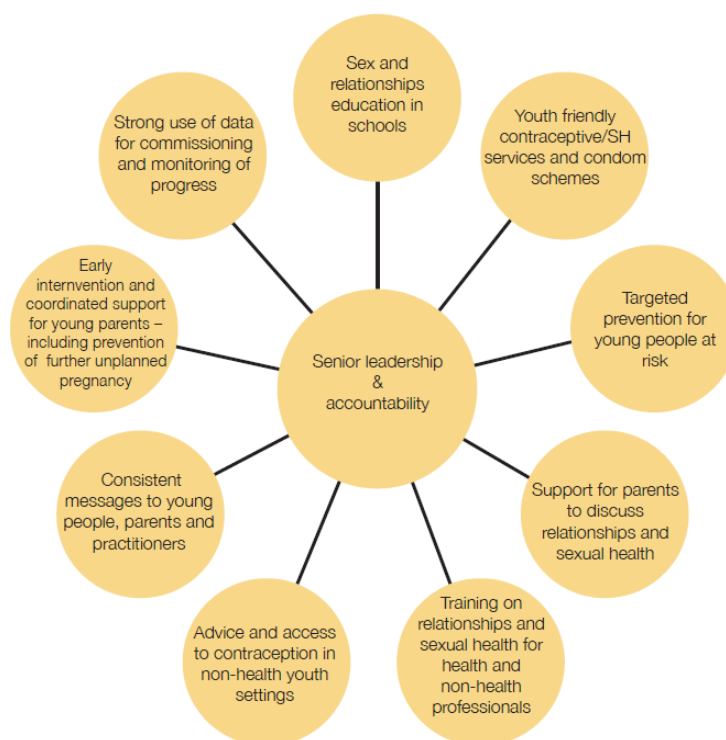 Sex and
relationships
education in
schools
Youth friendly
contraceptive/SH
services and condom
schemes
Targeted
prevention for
young people at
risk
Support for parents
to discuss
relationships and
sexual health
Training on
relationships and
sexual health for
health and
non-health
professionals
Advice and access
to contraception in
non-health youth
settings
Consistent
messages to young
people, parents and
practitioners
Early
internvention and
coordinated support
for young parents –
including prevention
of further unplanned
pregnancy
Strong use of data
for commissioning
and monitoring of
progress
Senior leadership
&
accountability